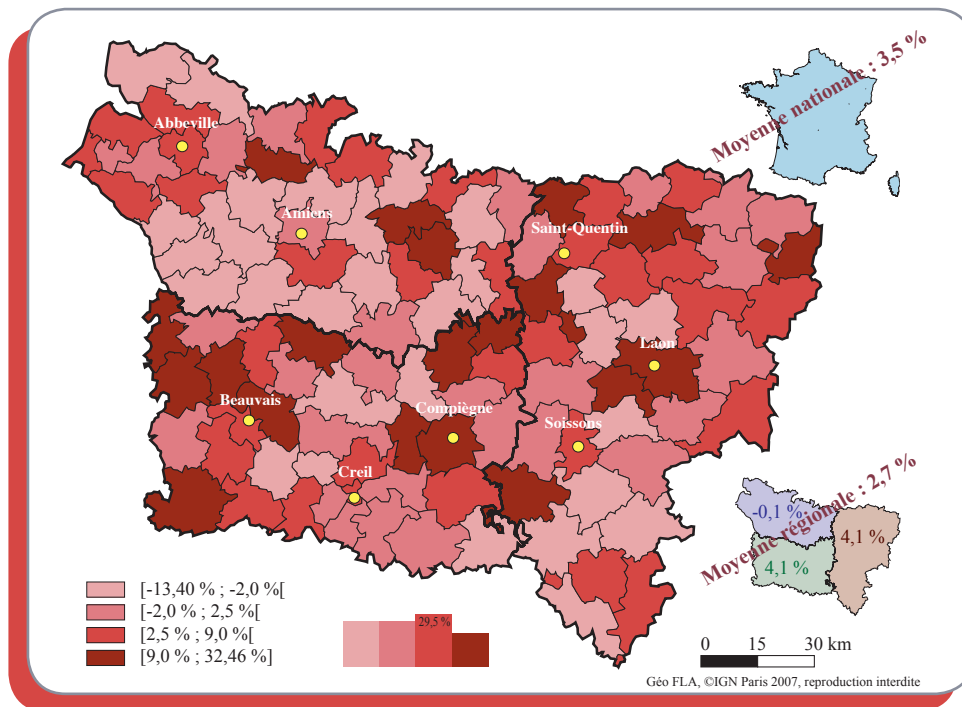 Moyenne nationale : 3,5 %
Abbeville
Amiens
Saint-Quentin
Laon
Beauvais
Compiègne
Soissons
Creil
Moyenne régionale : 2,7 %
-0,1 %
4,1 %
4,1 %
[-13,40 % ; -2,0 %[
[-2,0 % ; 2,5 %[
[2,5 % ; 9,0 %[
[9,0 % ; 32,46 %]
29,5 %
0 15 30 km
Géo FLA, ©IGN Paris 2007, reproduction interdite